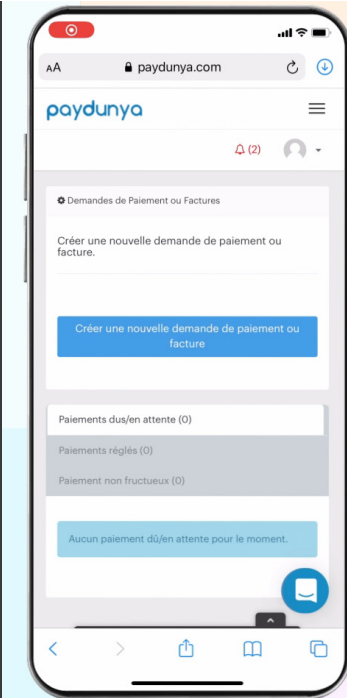 AA paydunya.com
paydunya
(2)
Demandes de Paiement ou Factures
Créer une nouvelle demande de paiement ou
facture.
Créer une nouvelle demande de paiement ou
facture
Paiements dus/en attente (0)
Paiements réglés (0)
Paiement non fructueux (0)
Aucun paiement dû/en attente pour le moment.